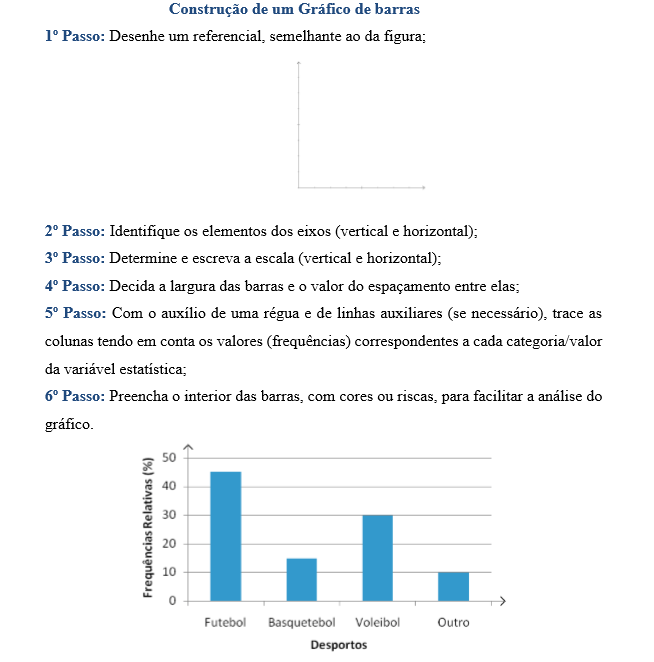 Construção de um Gráfico de barras
1º Passo: Desenhe um referencial, semelhante ao da figura;
2º Passo: Identifique os elementos dos eixos (vertical e horizontal);
3º Passo: Determine e escreva a escala (vertical e horizontal);
4º Passo: Decida a largura das barras e o valor do espaçamento entre elas;
5º Passo: Com o auxílio de uma régua e de linhas auxiliares (se necessário), trace as
colunas tendo em conta os valores (frequências) correspondentes a cada categoria/valor
da variável estatística;
6º Passo: Preencha o interior das barras, com cores ou riscas, para facilitar a análise do
gráfico.
Frequências Relativas (%)
50
40
30
20
10
0
Futebol Basquetebol Voleibol Outro
Desportos